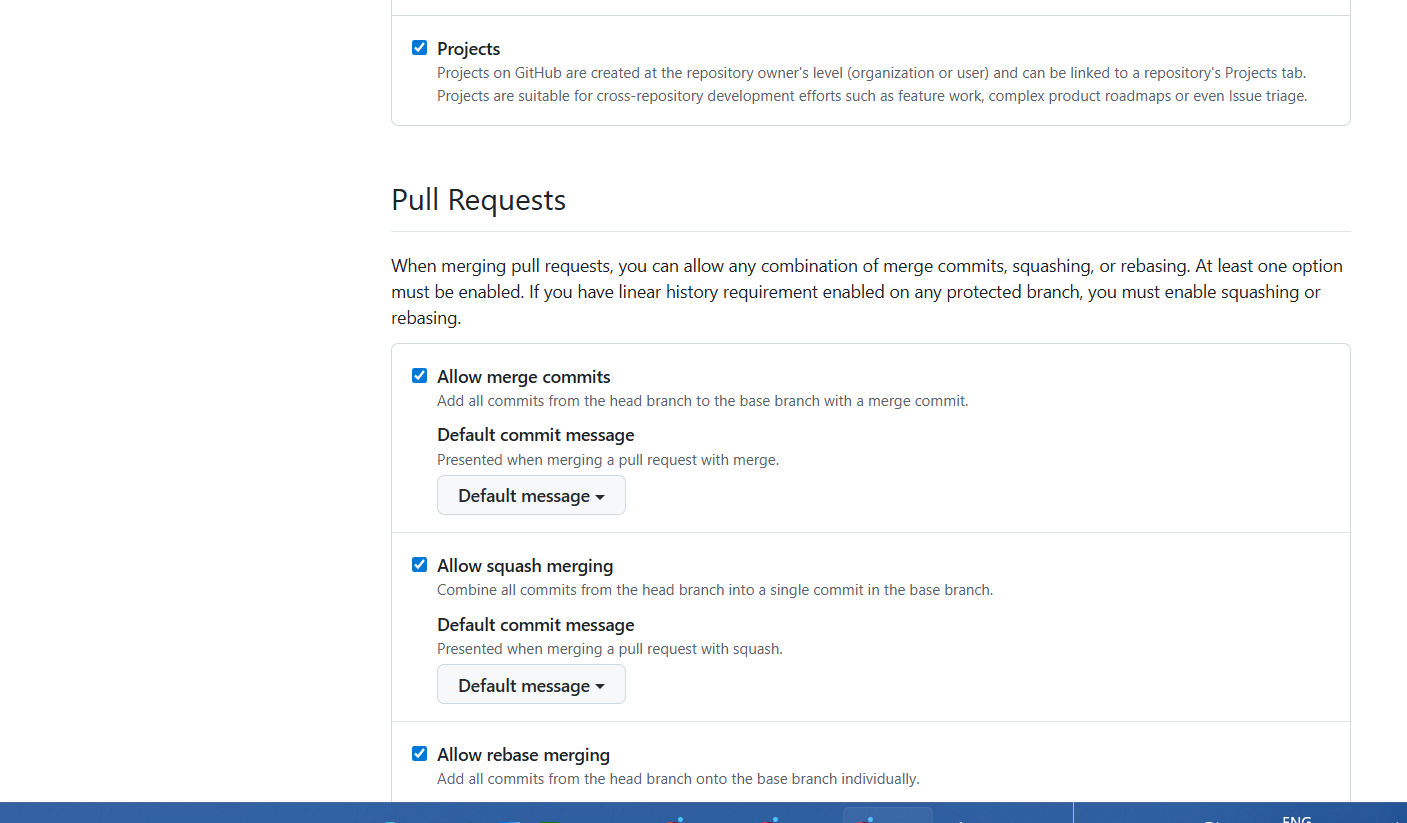 Projects
Projects on GitHub are created at the repository owner's level (organization or user) and can be linked to a repository's Projects tab.
Projects are suitable for cross-repository development efforts such as feature work, complex product roadmaps or even Issue triage.
Pull Requests
When merging pull requests, you can allow any combination of merge commits, squashing, or rebasing. At least one option
must be enabled. If you have linear history requirement enabled on any protected branch, you must enable squashing or
rebasing.
Allow merge commits
Add all commits from the head branch to the base branch with a merge commit.
Default commit message
Presented when merging a pull request with merge.
Default message
Allow squash merging
Combine all commits from the head branch into a single commit in the base branch.
Default commit message
Presented when merging a pull request with squash.
Default message
Allow rebase merging
Add all commits from the head branch onto the base branch individually.
ENG